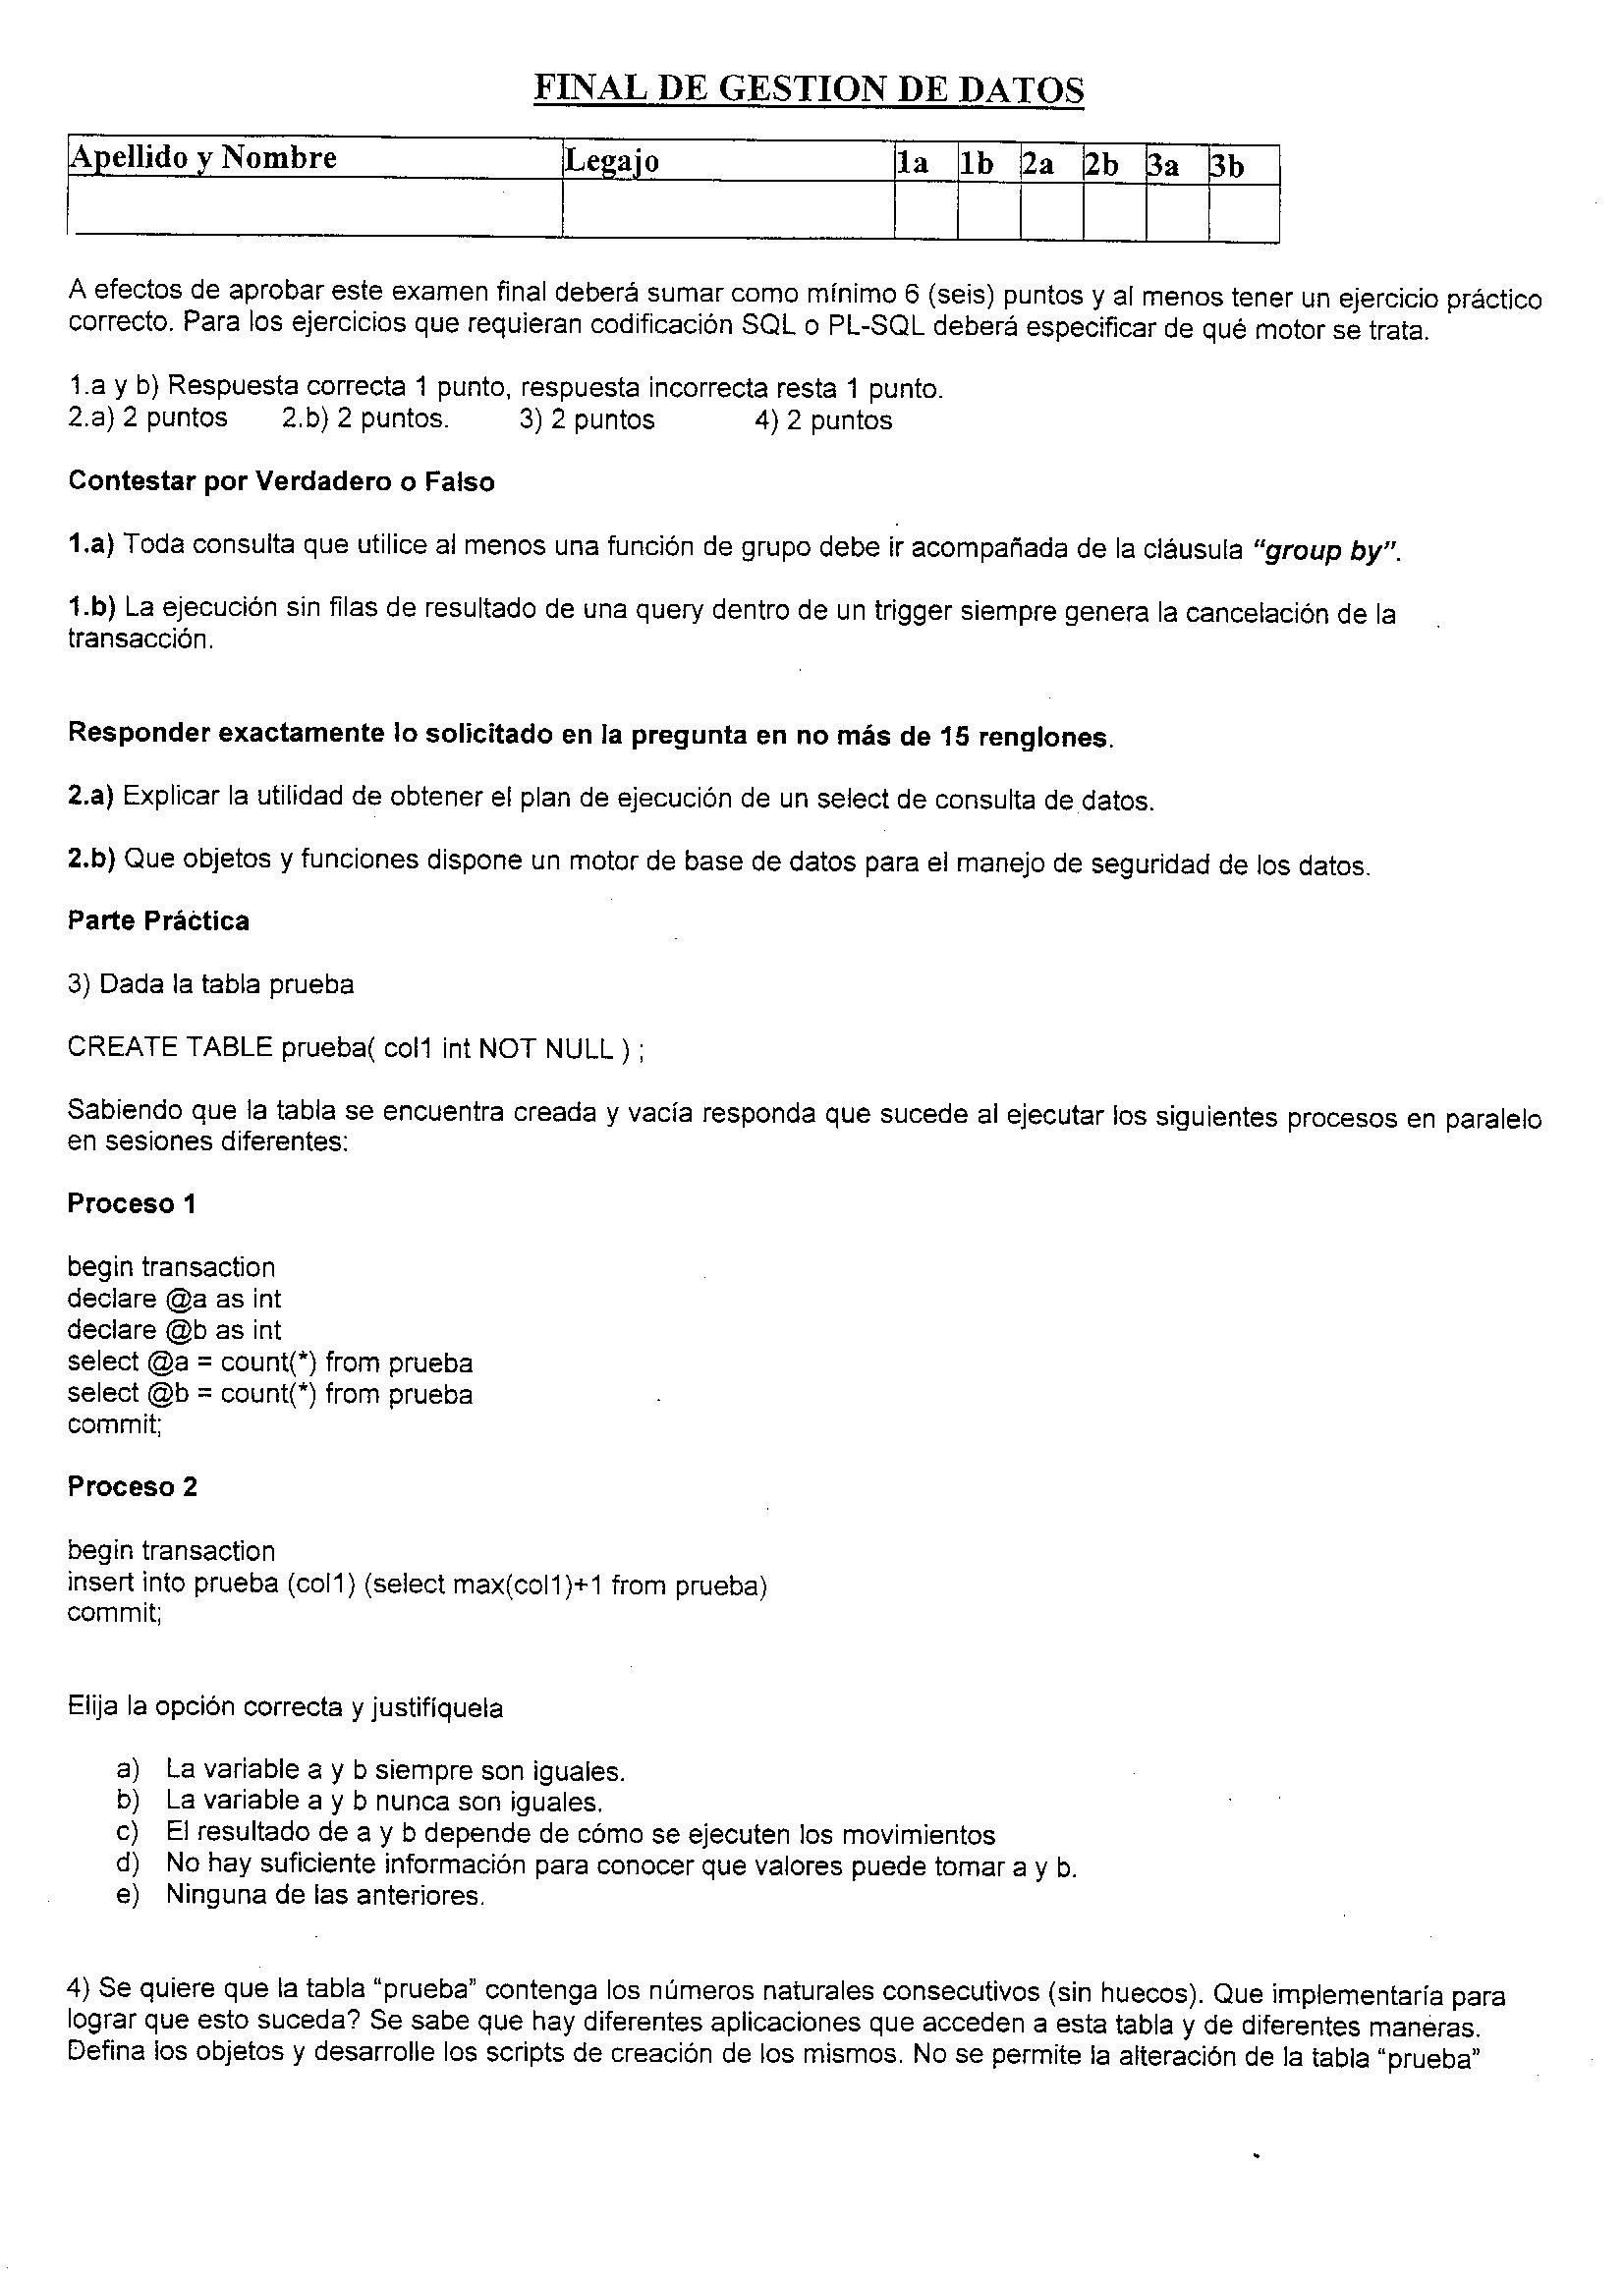 FINAL DE GESTION DE DATOS
Apellido y Nombre Legajo 1a 1b 2a 2b 3a 3b
A efectos de aprobar este examen final deberá sumar como mínimo 6 (seis) puntos y al menos tener un ejercicio práctico
correcto. Para los ejercicios que requieran codificación SQL o PL-SQL deberá especificar de qué motor se trata.
1.a y b) Respuesta correcta 1 punto, respuesta incorrecta resta 1 punto.
2.a) 2 puntos 2.b) 2 puntos. 3) 2 puntos 4) 2 puntos
Contestar por Verdadero o Falso
1.a) Toda consulta que utilice al menos una función de grupo debe ir acompañada de la cláusula "group by".
1.b) La ejecución sin filas de resultado de una query dentro de un trigger siempre genera la cancelación de la
transacción.
Responder exactamente lo solicitado en la pregunta en no más de 15 renglones.
2.a) Explicar la utilidad de obtener el plan de ejecución de un select de consulta de datos.
2.b) Que objetos y funciones dispone un motor de base de datos para el manejo de seguridad de los datos.
Parte Práctica
3) Dada la tabla prueba
CREATE TABLE prueba( col1 int NOT NULL ) ;
Sabiendo que la tabla se encuentra creada y vacía responda que sucede al ejecutar los siguientes procesos en paralelo
en sesiones diferentes:
Proceso 1
begin transaction
declare @a as int
declare @b as int
select @a = count(*) from prueba
select @b = count(*) from prueba
commit;
Proceso 2
begin transaction
insert into prueba (col1) (select max(col1)+1 from prueba)
commit;
Elija la opción correcta y justifíquela
a) La variable a y b siempre son iguales.
b) La variable a y b nunca son iguales.
c) El resultado de a y b depende de cómo se ejecuten los movimientos
d) No hay suficiente información para conocer que valores puede tomar a y b.
e) Ninguna de las anteriores.
4) Se quiere que la tabla "prueba" contenga los números naturales consecutivos (sin huecos). Que implementaría para
lograr que esto suceda? Se sabe que hay diferentes aplicaciones que acceden a esta tabla y de diferentes maneras.
Defina los objetos y desarrolle los scripts de creación de los mismos. No se permite la alteración de la tabla "prueba"